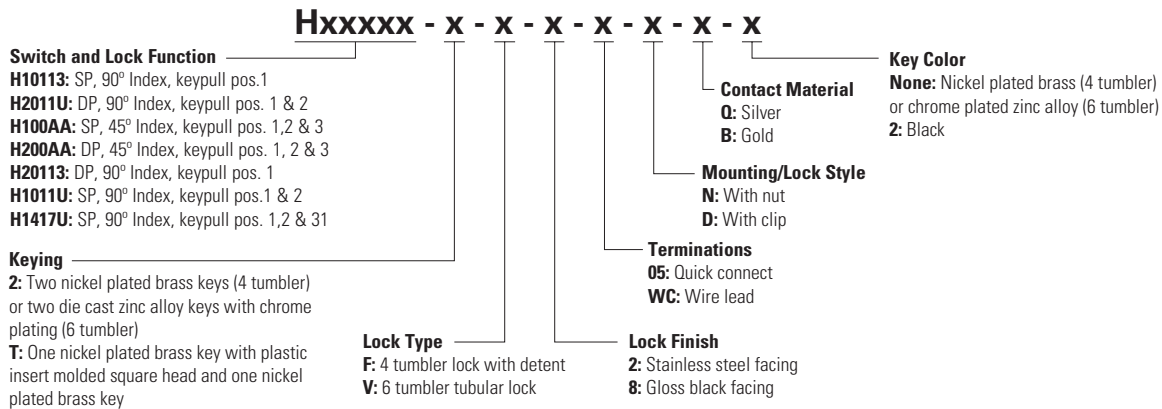 Hxxxxx - x - x - x - x - x - x - x
Switch and Lock Function
H10113: SP, 90º Index, keypull pos.1
H2011U: DP, 90º Index, keypull pos. 1 & 2
H100AA: SP, 45º Index, keypull pos. 1,2 & 3
H200AA: DP, 45º Index, keypull pos. 1, 2 & 3
H20113: DP, 90º Index, keypull pos. 1
H1011U: SP, 90º Index, keypull pos.1 & 2
H1417U: SP, 90º Index, keypull pos. 1,2 & 31
Keying
2: Two nickel plated brass keys (4 tumbler)
or two die cast zinc alloy keys with chrome
plating (6 tumbler)
T: One nickel plated brass key with plastic
insert molded square head and one nickel
plated brass key
Lock Type
F: 4 tumbler lock with detent
V: 6 tumbler tubular lock
Lock Finish
2: Stainless steel facing
8: Gloss black facing
Terminations
05: Quick connect
WC: Wire lead
Mounting/Lock Style
N: With nut
D: With clip
Contact Material
Q: Silver
B: Gold
Key Color
None: Nickel plated brass (4 tumbler)
or chrome plated zinc alloy (6 tumbler)
2: Black